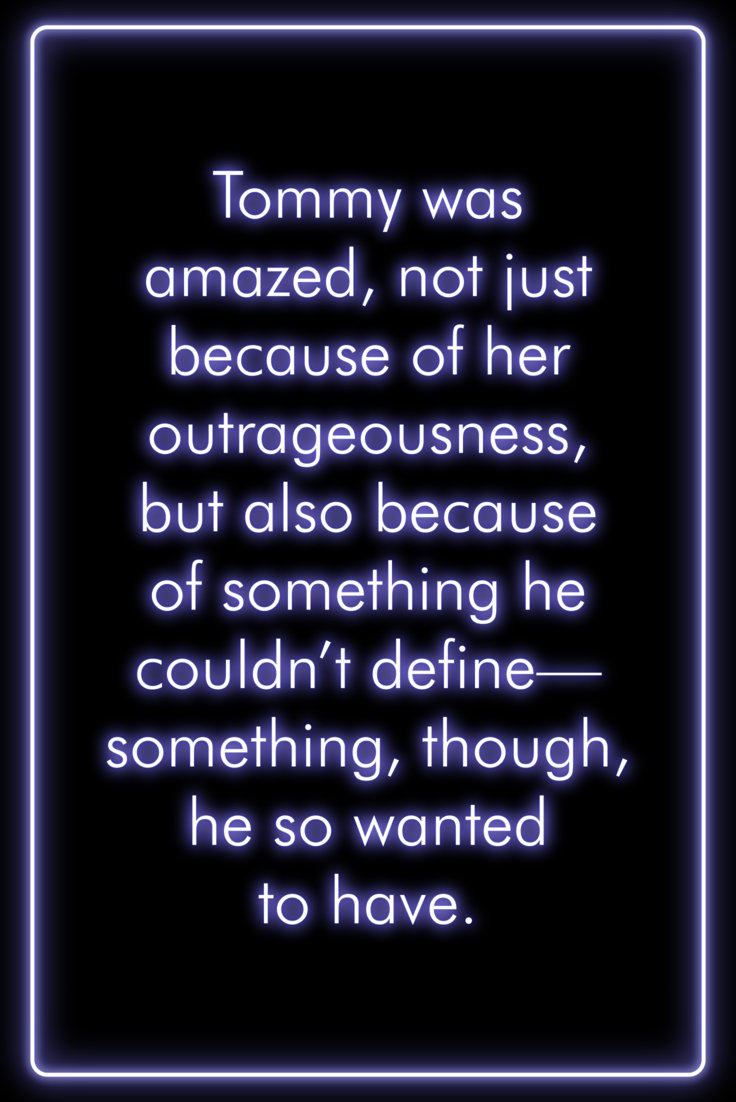 Tommy was
amazed, not just
because of her
outrageousness,
but also because
of something he
couldn’t define—
something, though,
he so wanted
to have.